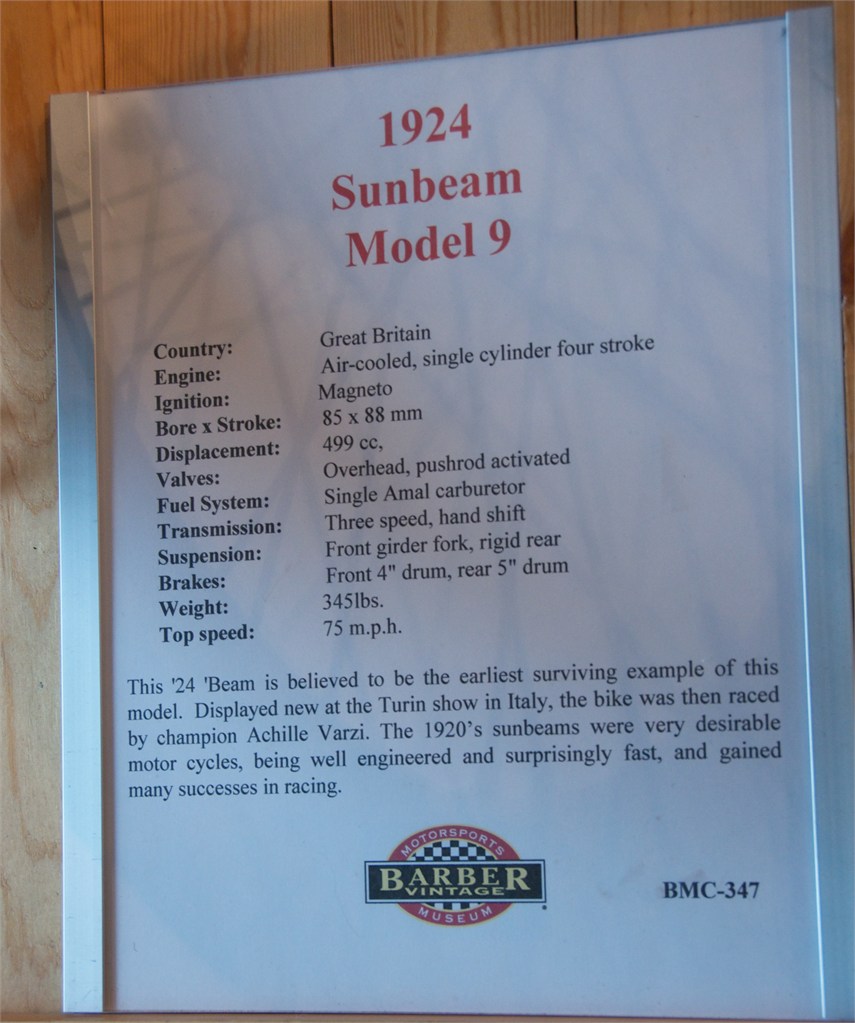 1924
Sunbeam
Model 9
Country: Great Britain
Engine: Air-cooled, single cylinder four stroke
Ignition: Magneto
Bore x Stroke: 85 x 88 mm
Displacement: 499 cc,
Valves: Overhead, pushrod activated
Fuel System: Single Amal carburetor
Transmission: Three speed, hand shift
Suspension: Front girder fork, rigid rear
Brakes: Front 4" drum, rear 5" drum
Weight: 345lbs.
Top speed: 75 m.p.h.
This '24 'Beam is believed to be the earliest surviving example of this
model. Displayed new at the Turin show in Italy, the bike was then raced
by champion Achille Varzi. The 1920's sunbeams were very desirable
motor cycles, being well engineered and surprisingly fast, and gained
many successes in racing.
MOTORSPORTS
BARBER
VINTAGE
MUSEUM
BMC-347